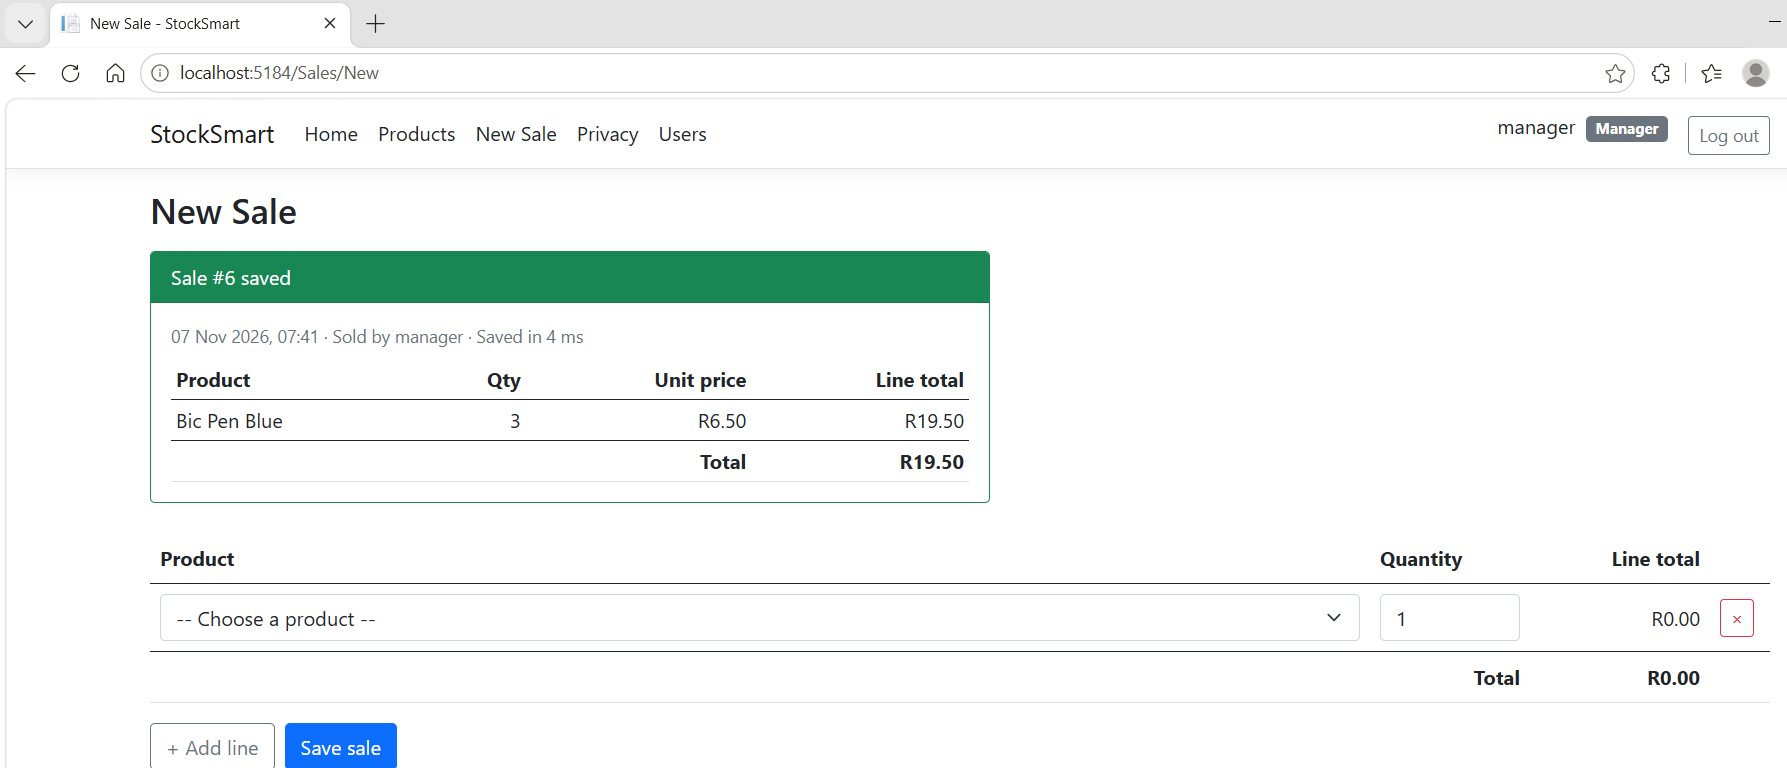 New Sale - StockSmart
localhost:5184/Sales/New
StockSmart Home Products New Sale Privacy Users manager Manager Log out
New Sale
Sale #6 saved
07 Nov 2026, 07:41 · Sold by manager · Saved in 4 ms
Product Qty Unit price Line total
Bic Pen Blue 3 R6.50 R19.50
Total R19.50
Product Quantity Line total
-- Choose a product -- 1 R0.00 ×
Total R0.00
+ Add line Save sale